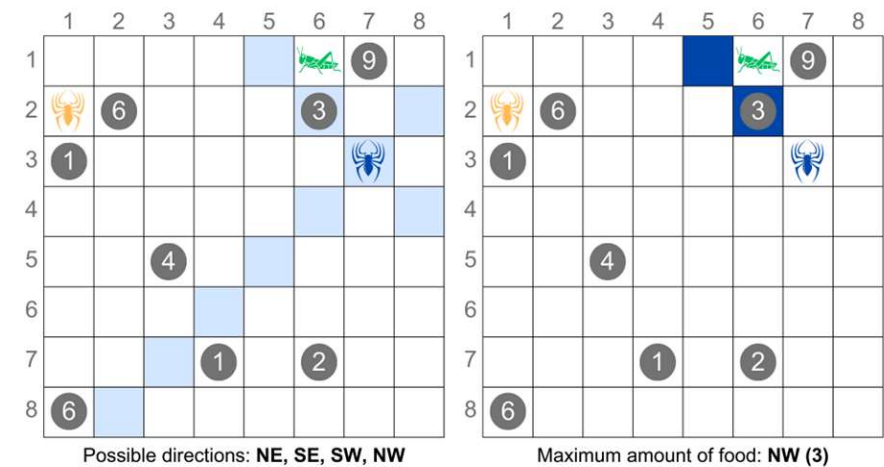 1 2 3 4 5 6 7 8 1 2 3 4 5 6 7 8
1 9 1 9
2 6 3 2 6 3
3 1 3 1
4 4
5 4 5 4
6 6
7 1 2 7 1 2
8 6 8 6
Possible directions: NE, SE, SW, NW Maximum amount of food: NW (3)